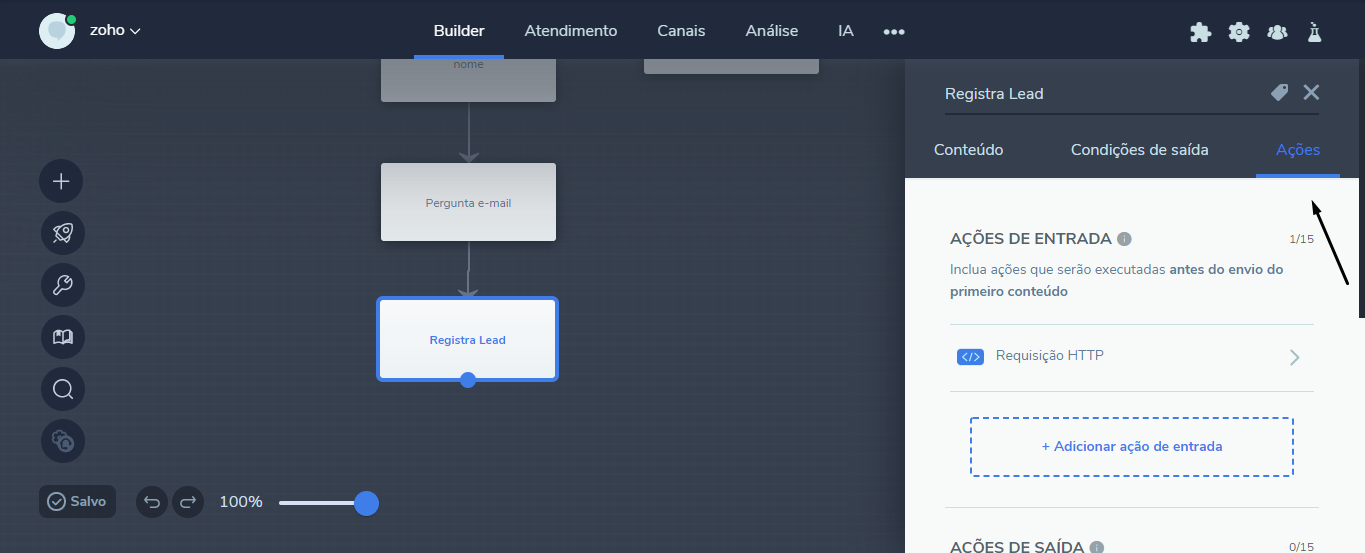 zoho
Builder
Atendimento
Canais
Análise
IA
nome
Pergunta e-mail
Registra Lead
Salvo
100%
Registra Lead
Conteúdo
Condições de saída
Ações
AÇÕES DE ENTRADA
1/15
Inclua ações que serão executadas antes do envio do
primeiro conteúdo
Requisição HTTP
+ Adicionar ação de entrada
AÇÕES DE SAÍDA
0/15